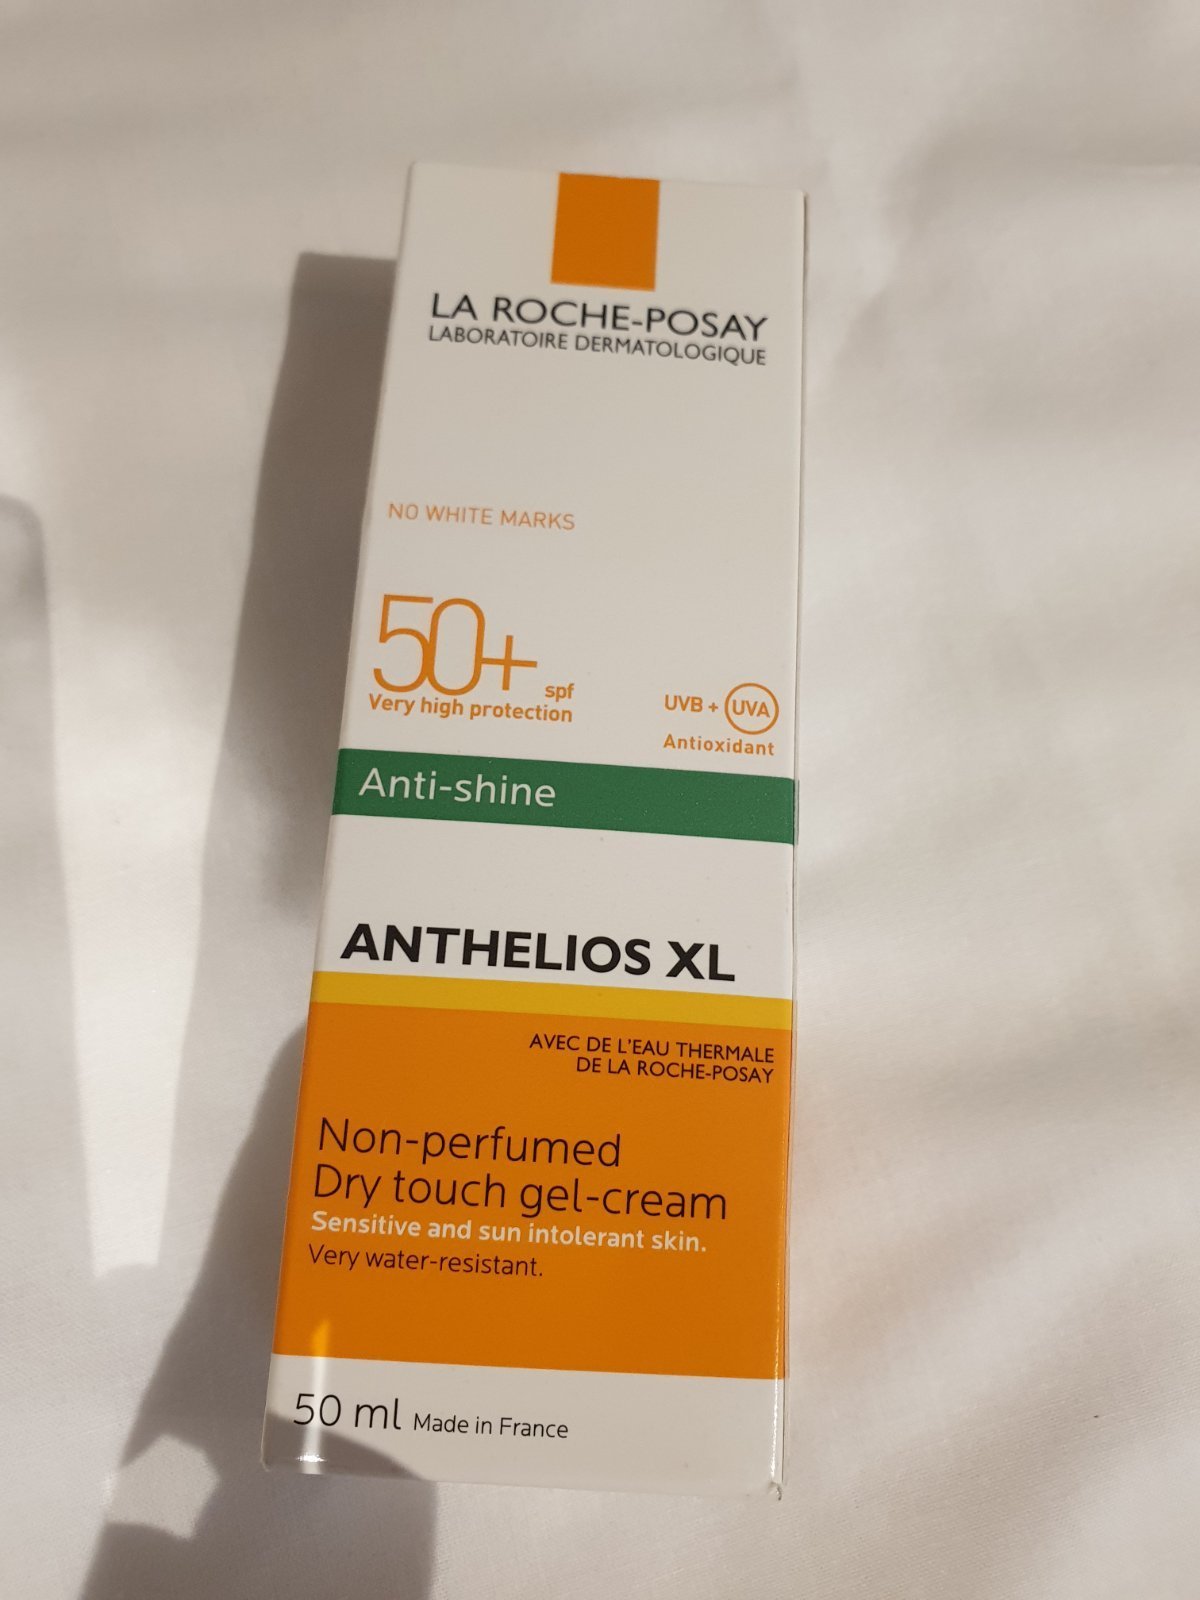 LA ROCHE-POSAY
LABORATOIRE DERMATOLOGIQUE
NO WHITE MARKS
50+ spf
Very high protection
UVB + UVA
Antioxidant
Anti-shine
ANTHELIOS XL
AVEC DE L'EAU THERMALE
DE LA ROCHE-POSAY
Non-perfumed
Dry touch gel-cream
Sensitive and sun intolerant skin.
Very water-resistant.
50 ml Made in France